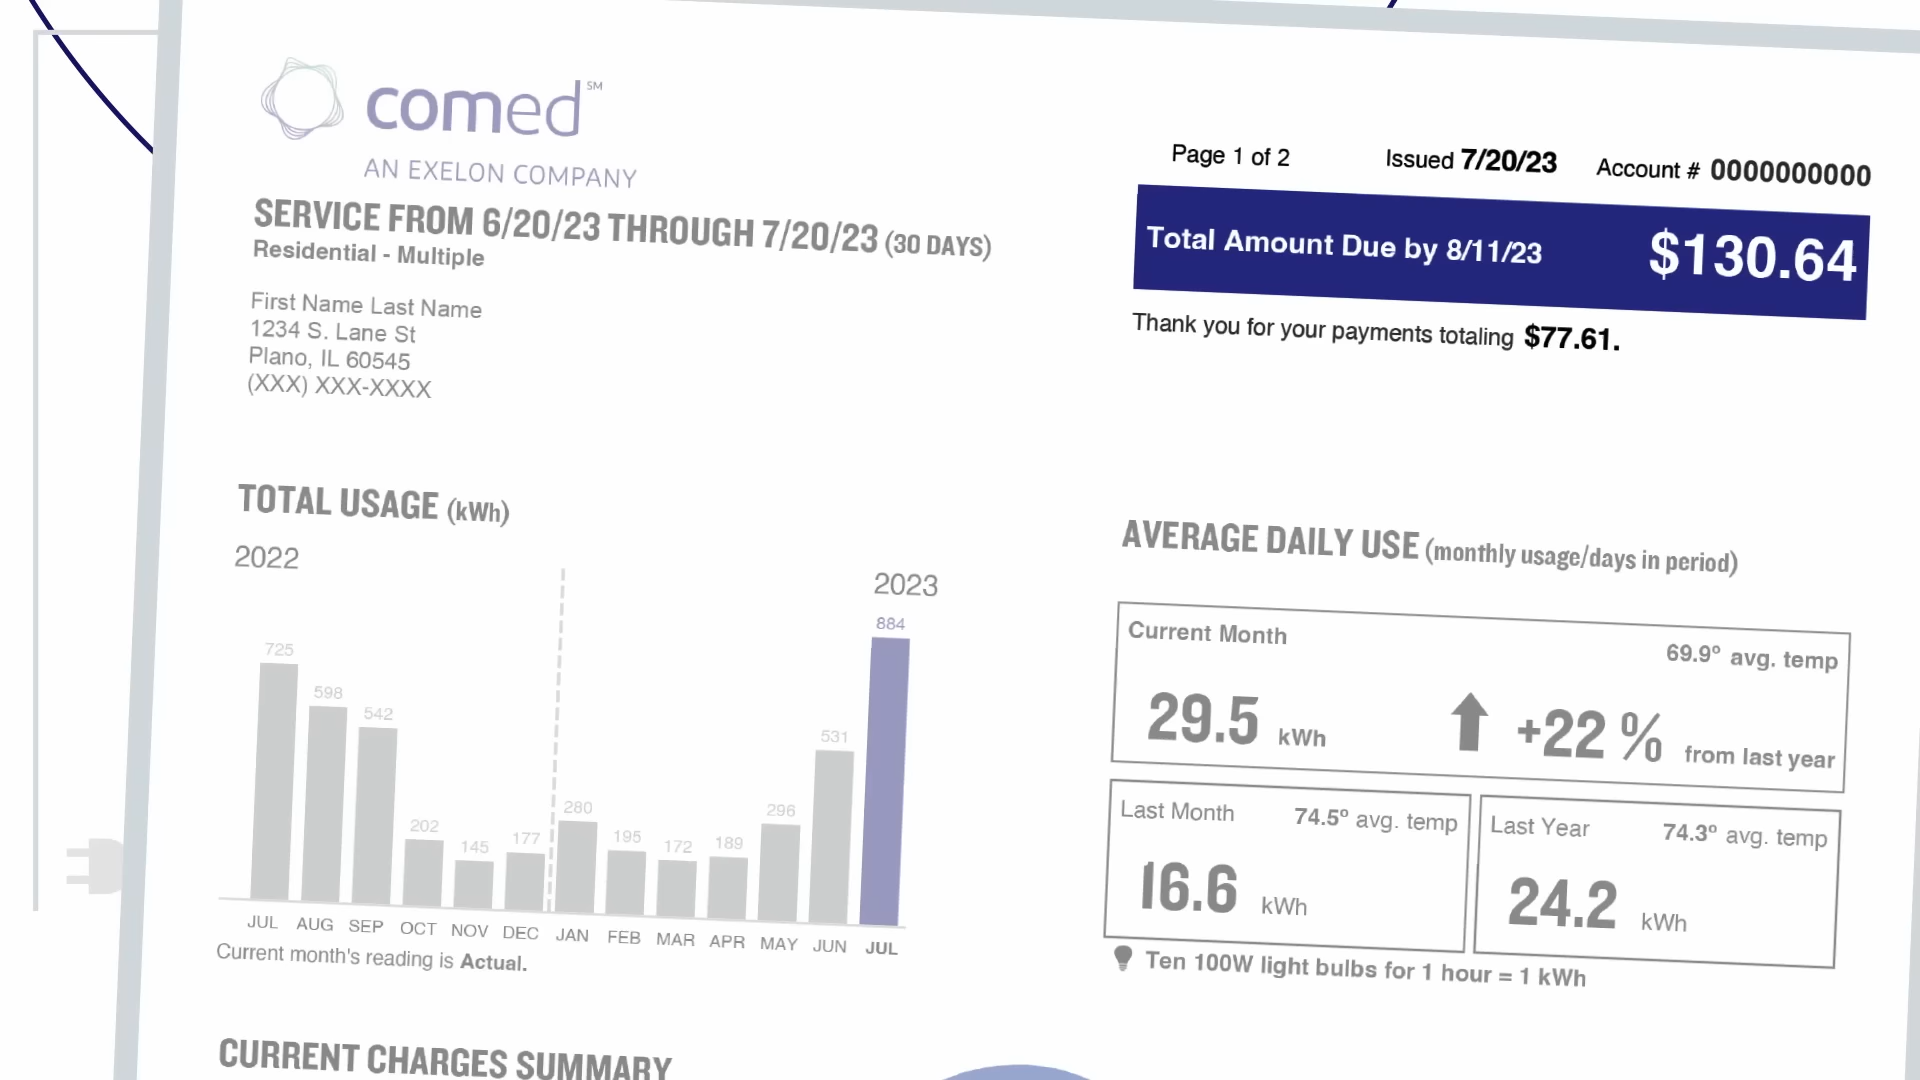 comed℠
AN EXELON COMPANY
Page 1 of 2 Issued 7/20/23 Account # 0000000000
SERVICE FROM 6/20/23 THROUGH 7/20/23 (30 DAYS)
Residential - Multiple
Total Amount Due by 8/11/23 $130.64
Thank you for your payments totaling $77.61.
First Name Last Name
1234 S. Lane St
Plano, IL 60545
(XXX) XXX-XXXX
TOTAL USAGE (kWh)
2022
2023
725 598 542 202 145 177 280 195 172 189 296 531 884
JUL AUG SEP OCT NOV DEC JAN FEB MAR APR MAY JUN JUL
Current month's reading is Actual.
AVERAGE DAILY USE (monthly usage/days in period)
Current Month 69.9° avg. temp
29.5 kWh +22 % from last year
Last Month 74.5° avg. temp
16.6 kWh
Last Year 74.3° avg. temp
24.2 kWh
Ten 100W light bulbs for 1 hour = 1 kWh
CURRENT CHARGES SUMMARY